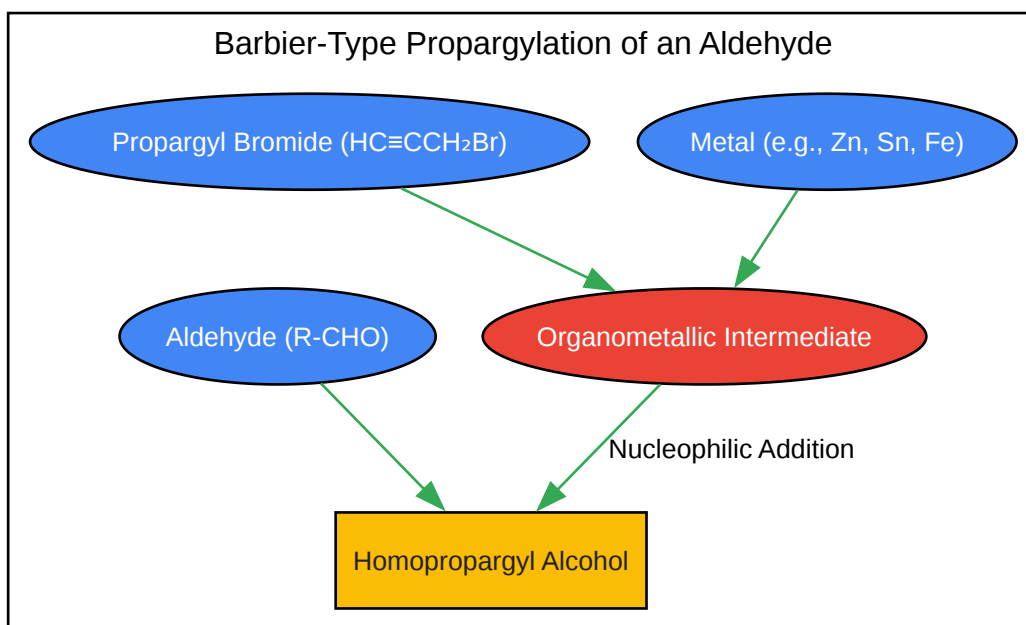 Barbier-Type Propargylation of an Aldehyde
Propargyl Bromide (HC≡CCH₂Br)
Metal (e.g., Zn, Sn, Fe)
Aldehyde (R-CHO)
Organometallic Intermediate
Nucleophilic Addition
Homopropargyl Alcohol